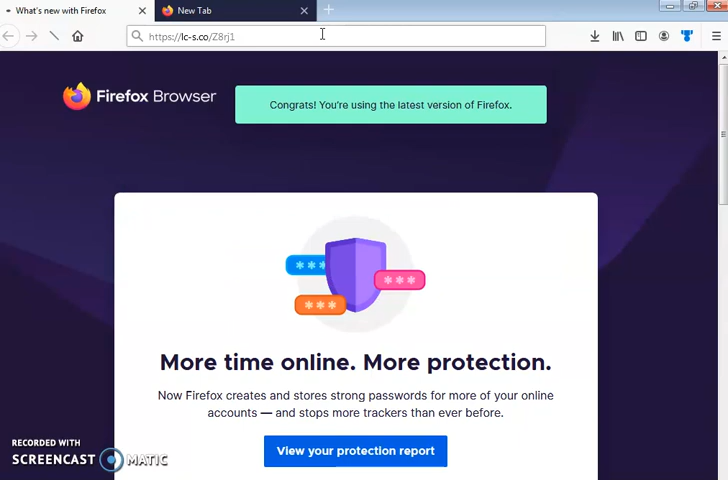 What's new with Firefox
New Tab
https://lc-s.co/Z8rj1
Firefox Browser
Congrats! You're using the latest version of Firefox.
***
***
***
More time online. More protection.
Now Firefox creates and stores strong passwords for more of your online
accounts — and stops more trackers than ever before.
View your protection report
RECORDED WITH
SCREENCAST MATIC